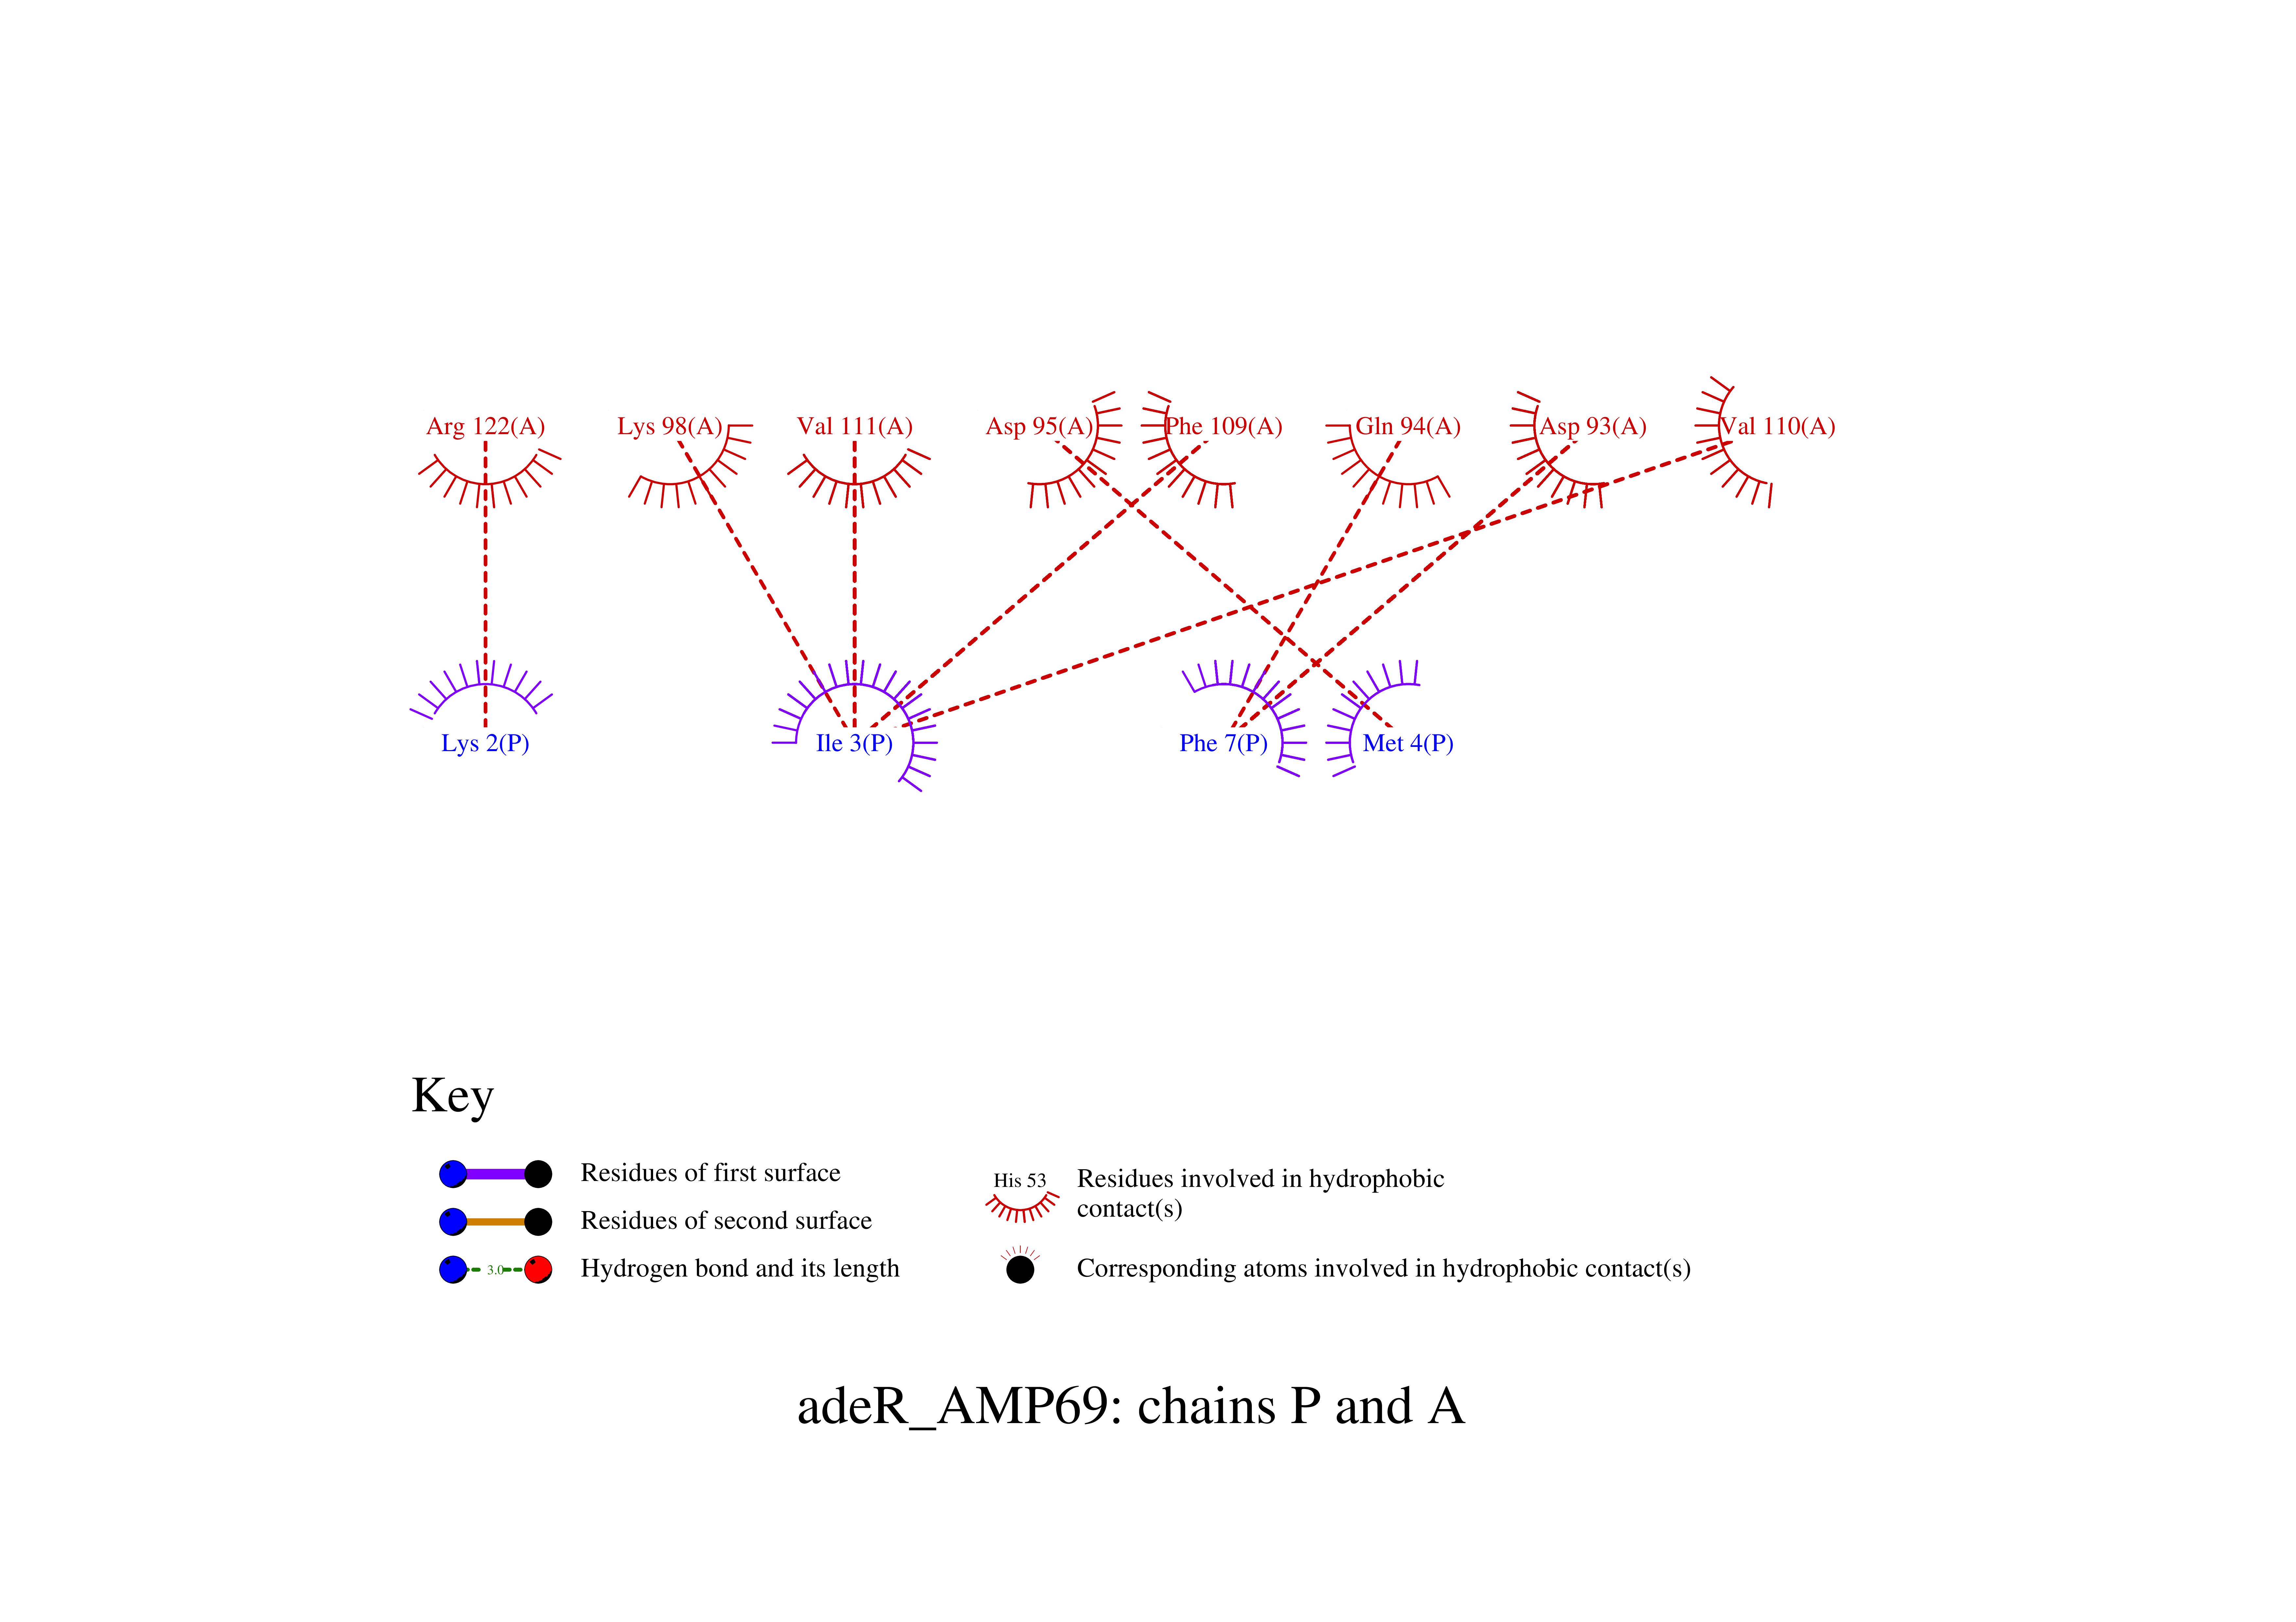 Arg 122(A) Lys 98(A) Val 111(A) Asp 95(A) Phe 109(A) Gln 94(A) Asp 93(A) Val 110(A)
Lys 2(P) Ile 3(P) Phe 7(P) Met 4(P)
Key
Residues of first surface
Residues of second surface
3.0 Hydrogen bond and its length
His 53 Residues involved in hydrophobic
contact(s)
Corresponding atoms involved in hydrophobic contact(s)
adeR_AMP69: chains P and A